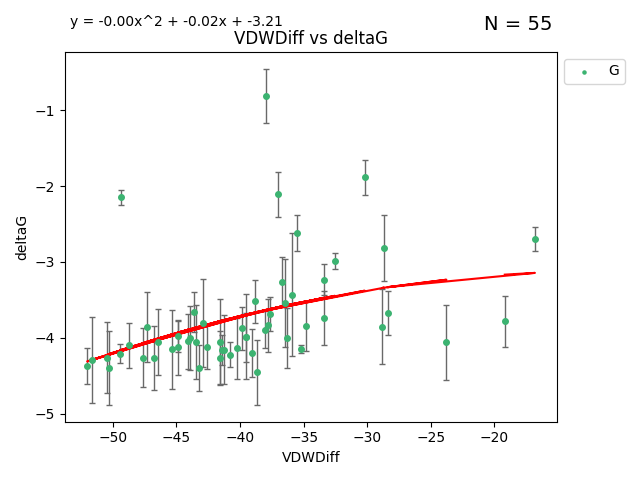 y = -0.00x^2 + -0.02x + -3.21
N = 55
VDWDiff vs deltaG
G
deltaG
−1
−2
−3
−4
−5
−50
−45
−40
−35
−30
−25
−20
VDWDiff